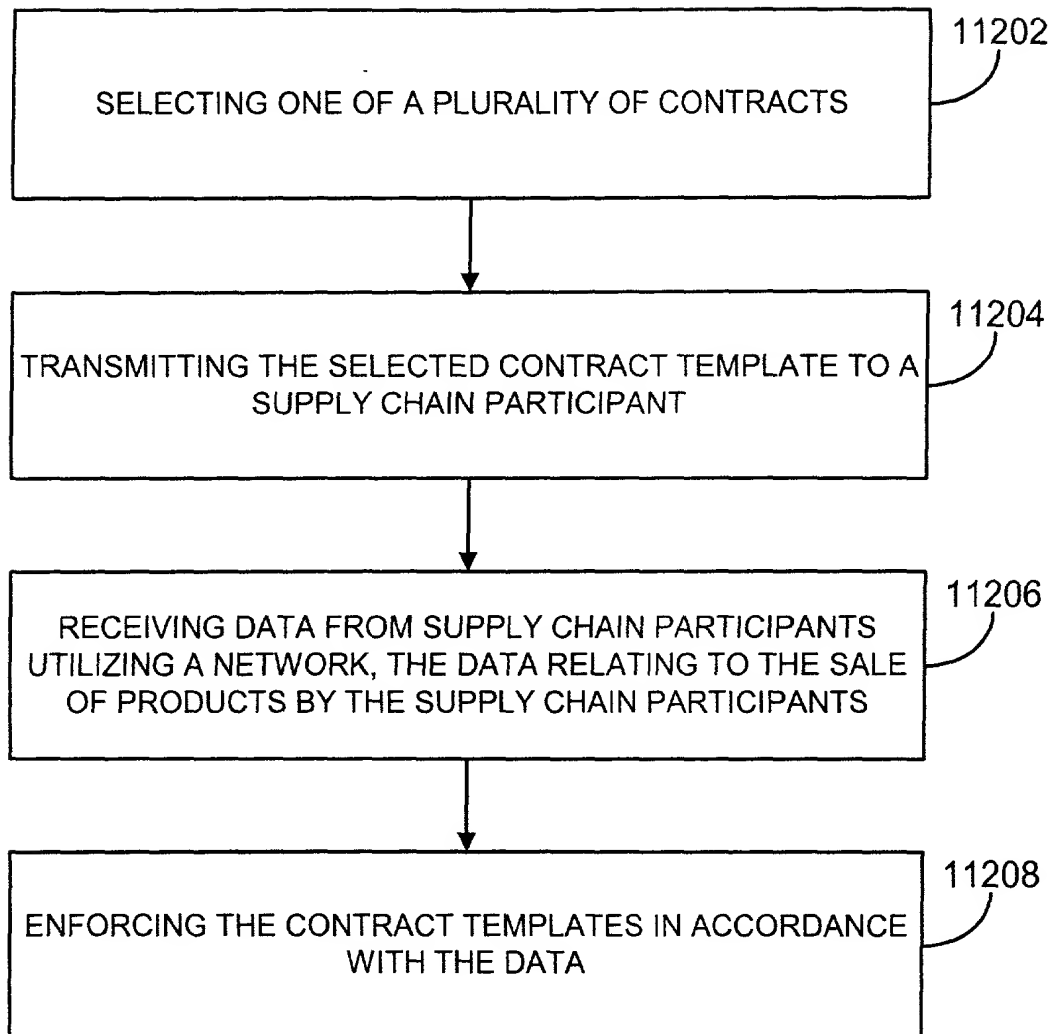 11202
SELECTING ONE OF A PLURALITY OF CONTRACTS
11204
TRANSMITTING THE SELECTED CONTRACT TEMPLATE TO A
SUPPLY CHAIN PARTICIPANT
11206
RECEIVING DATA FROM SUPPLY CHAIN PARTICIPANTS
UTILIZING A NETWORK, THE DATA RELATING TO THE SALE
OF PRODUCTS BY THE SUPPLY CHAIN PARTICIPANTS
11208
ENFORCING THE CONTRACT TEMPLATES IN ACCORDANCE
WITH THE DATA